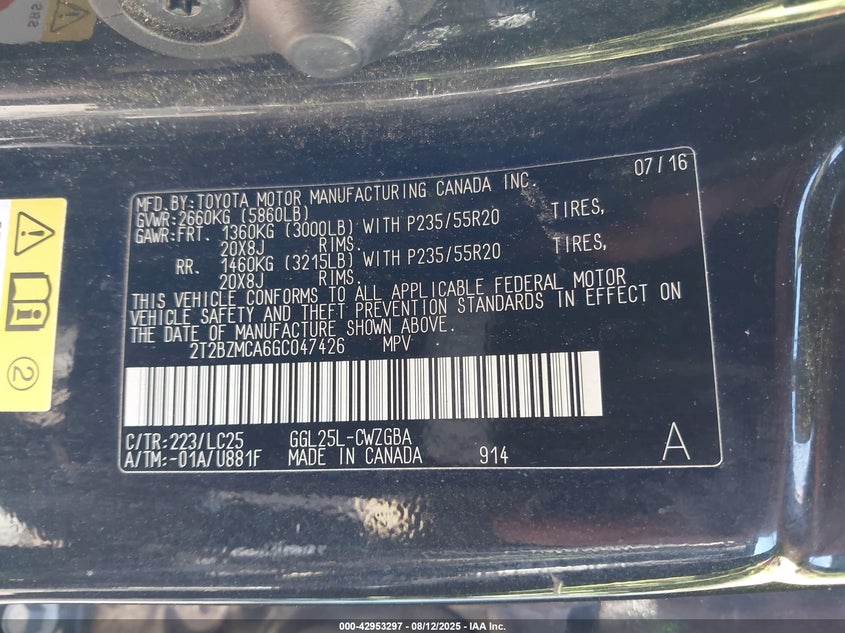 585
MFD. BY: TOYOTA MOTOR MANUFACTURING CANADA INC. 07/16
GVWR: 2660KG (5860LB)
GAWR: FRT. 1360KG (3000LB) WITH P235/55R20 TIRES,
20X8J RIMS.
RR. 1460KG (3215LB) WITH P235/55R20 TIRES,
20X8J RIMS.
THIS VEHICLE CONFORMS TO ALL APPLICABLE FEDERAL MOTOR
VEHICLE SAFETY AND THEFT PREVENTION STANDARDS IN EFFECT ON
THE DATE OF MANUFACTURE SHOWN ABOVE.
2T2BZMCA6GC047426 MPV
C/TR: 223/LC25 GGL25L-CWZGBA A
A/TM: -01A/U881F MADE IN CANADA 914
2
000-42953297 - 08/12/2025 - IAA Inc.